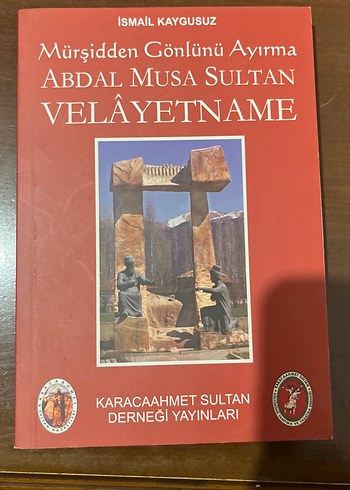 İSMAİL KAYGUSUZ
Mürşidden Gönlünü Ayırma
ABDAL MUSA SULTAN
VELÂYETNAME
KARACAAHMET SULTAN
DERNEĞİ YAYINLARI